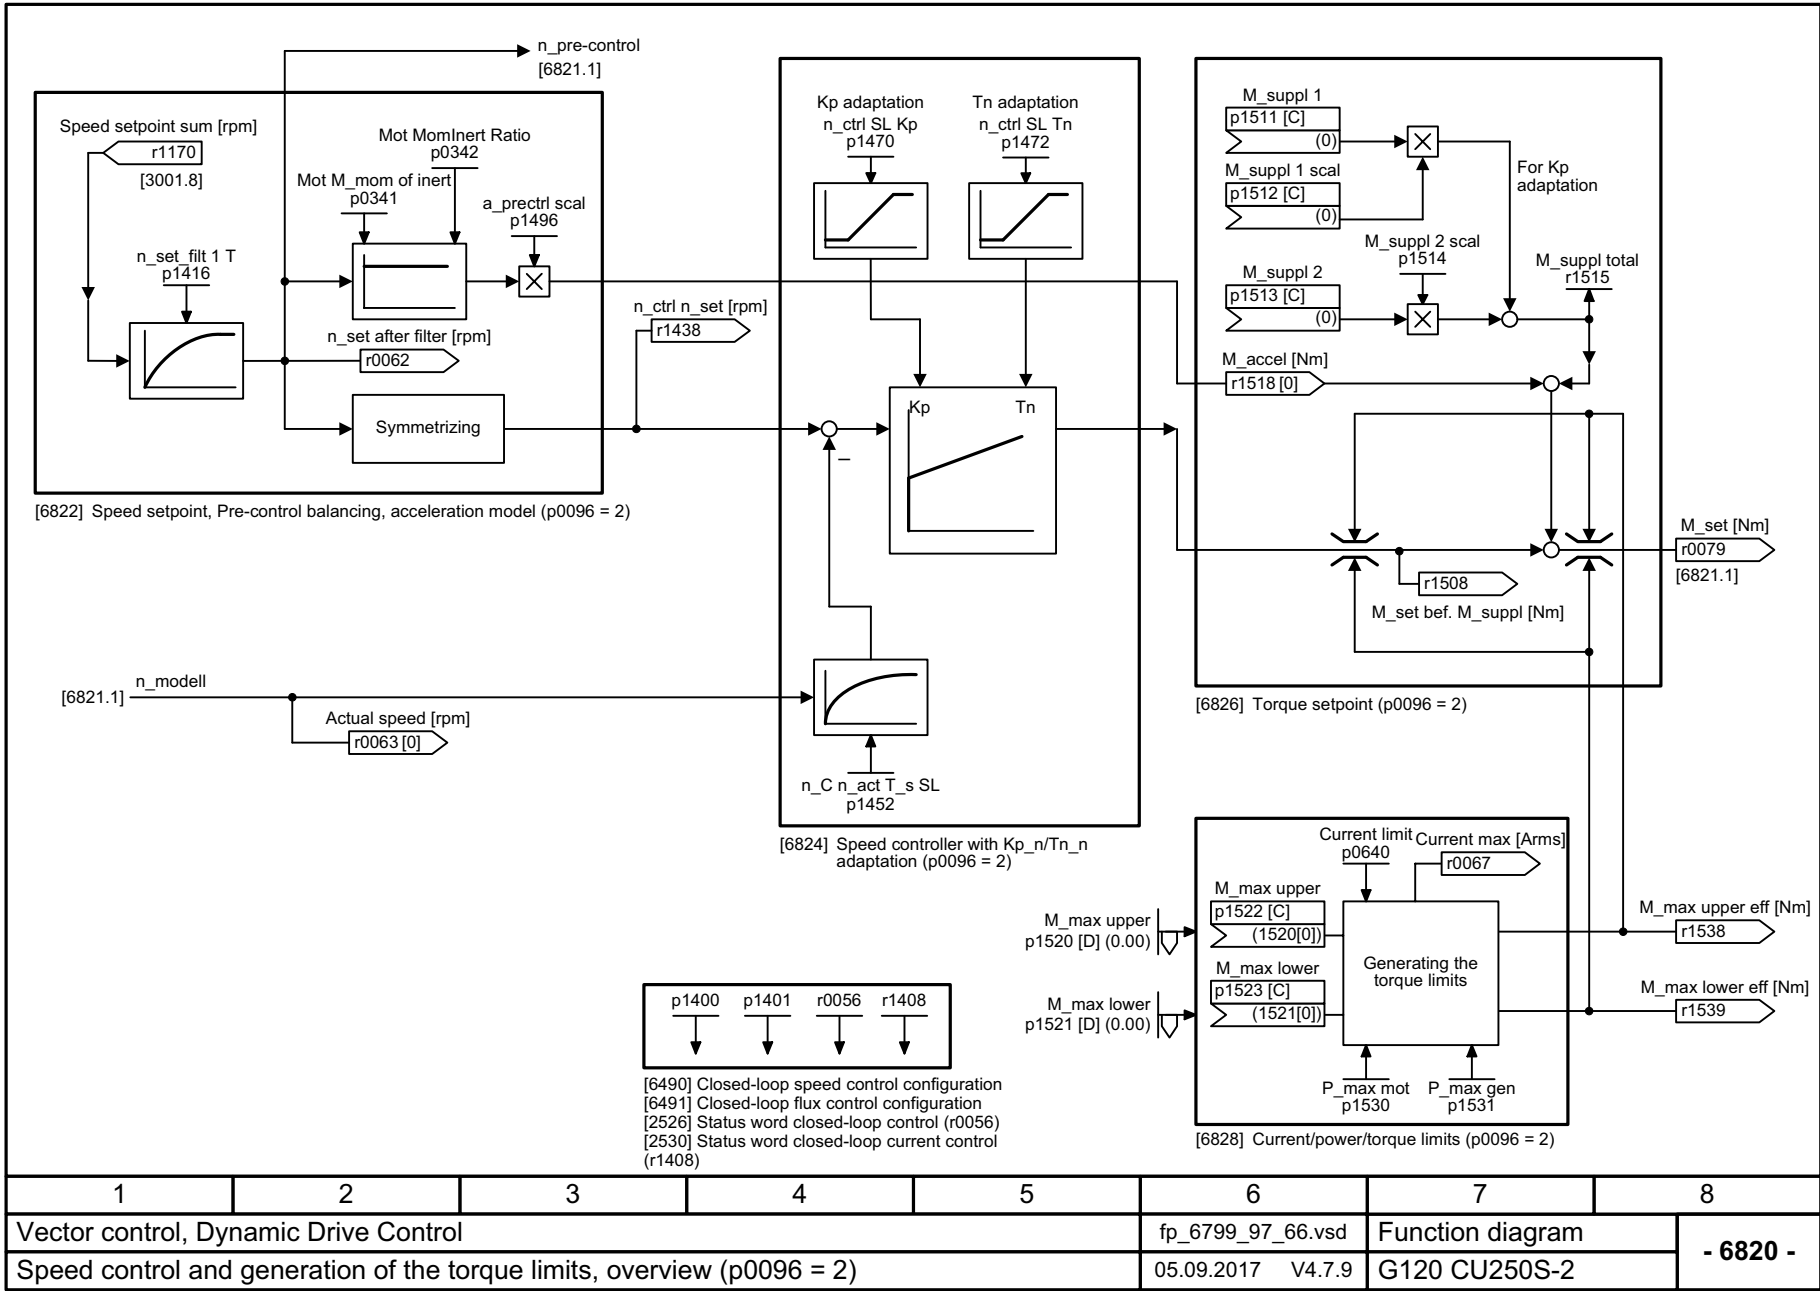 n_pre-control
[6821.1]
Speed setpoint sum [rpm]
r1170
[3001.8]
Mot MomInert Ratio
p0342
Mot M_mom of inert
p0341
a_prectrl scal
p1496
n_set_filt 1 T
p1416
n_set after filter [rpm]
r0062
Symmetrizing
[6822] Speed setpoint, Pre-control balancing, acceleration model (p0096 = 2)
n_ctrl n_set [rpm]
r1438
Kp adaptation
n_ctrl SL Kp
p1470
Tn adaptation
n_ctrl SL Tn
p1472
Kp
Tn
–
[6821.1]
n_modell
Actual speed [rpm]
r0063 [0]
n_C n_act T_s SL
p1452
[6824] Speed controller with Kp_n/Tn_n
adaptation (p0096 = 2)
M_suppl 1
p1511 [C]
(0)
M_suppl 1 scal
p1512 [C]
(0)
For Kp
adaptation
M_suppl 2 scal
p1514
M_suppl 2
p1513 [C]
(0)
M_suppl total
r1515
M_accel [Nm]
r1518 [0]
r1508
M_set bef. M_suppl [Nm]
M_set [Nm]
r0079
[6821.1]
[6826] Torque setpoint (p0096 = 2)
Current limit
p0640
Current max [Arms]
r0067
M_max upper
p1520 [D] (0.00)
M_max upper
p1522 [C]
(1520[0])
M_max lower
p1521 [D] (0.00)
M_max lower
p1523 [C]
(1521[0])
Generating the
torque limits
M_max upper eff [Nm]
r1538
M_max lower eff [Nm]
r1539
P_max mot
p1530
P_max gen
p1531
[6828] Current/power/torque limits (p0096 = 2)
p1400 p1401 r0056 r1408
[6490] Closed-loop speed control configuration
[6491] Closed-loop flux control configuration
[2526] Status word closed-loop control (r0056)
[2530] Status word closed-loop current control
(r1408)
1 2 3 4 5 6 7 8
Vector control, Dynamic Drive Control
fp_6799_97_66.vsd
Function diagram
- 6820 -
Speed control and generation of the torque limits, overview (p0096 = 2)
05.09.2017 V4.7.9
G120 CU250S-2